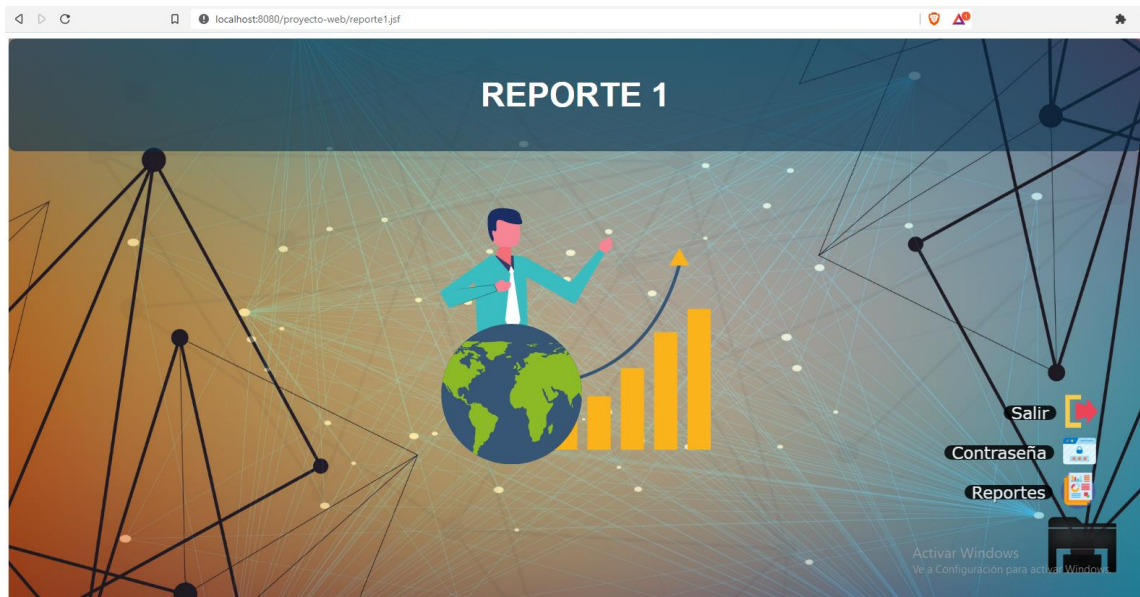 localhost:8080/proyecto-web/reporte1.jsf
REPORTE 1
Salir
Contraseña
Reportes
Activar Windows
Ve a Configuración para activar Windows.